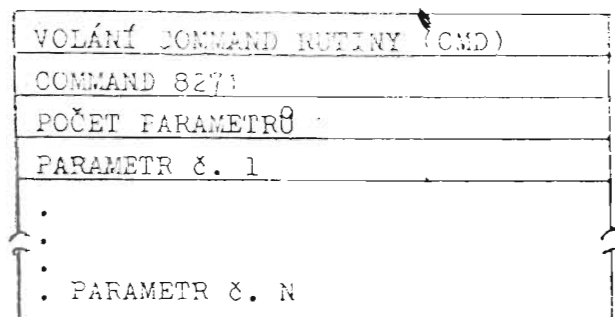 VOLÁNÍ COMMAND RUTINY (CMD)
COMMAND 8271
POČET PARAMETRŮ
PARAMETR č. 1
.
.
.
. PARAMETR č. N